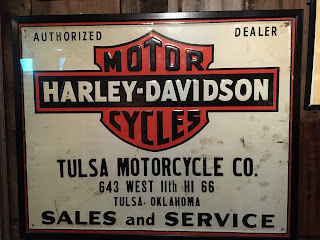 AUTHORIZED DEALER
MOTOR
HARLEY-DAVIDSON
CYCLES
TULSA MOTORCYCLE CO.
643 WEST 11th HI 66
TULSA, OKLAHOMA
SALES and SERVICE